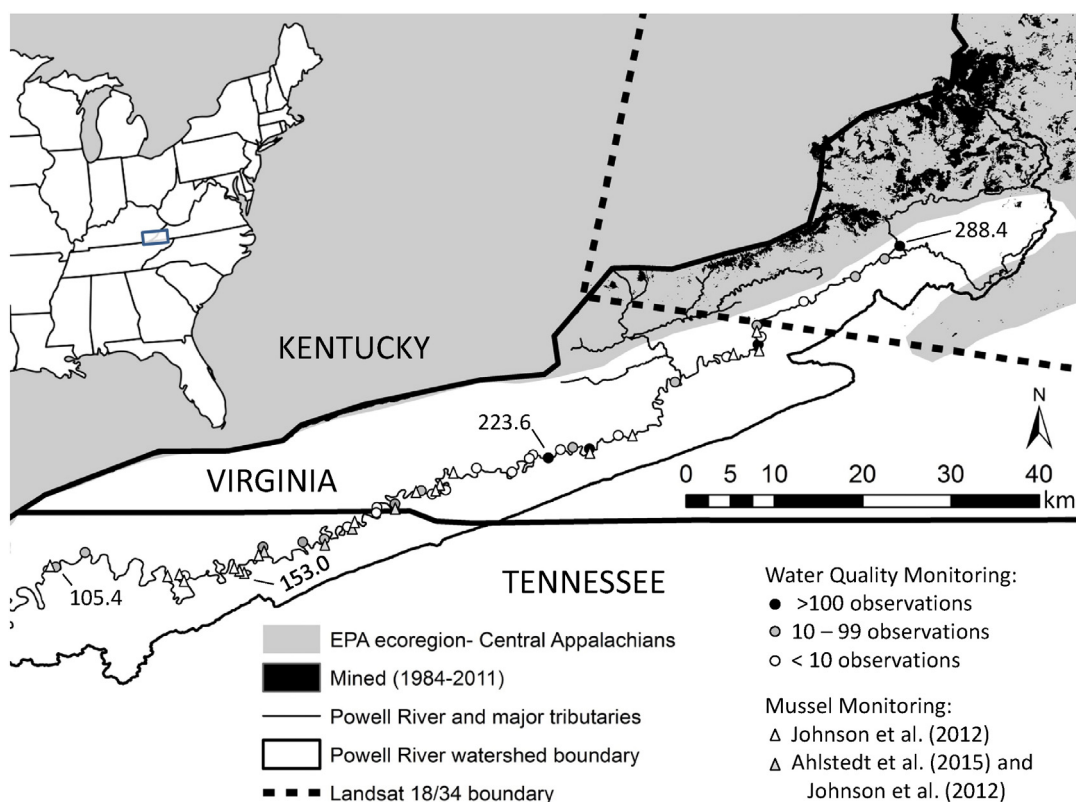 288.4
KENTUCKY
223.6
N
VIRGINIA
0 5 10 20 30 40
km
153.0
105.4
TENNESSEE
EPA ecoregion- Central Appalachians
Mined (1984-2011)
Powell River and major tributaries
Powell River watershed boundary
Landsat 18/34 boundary
Water Quality Monitoring:
>100 observations
10 – 99 observations
< 10 observations
Mussel Monitoring:
Johnson et al. (2012)
Ahlstedt et al. (2015) and
Johnson et al. (2012)